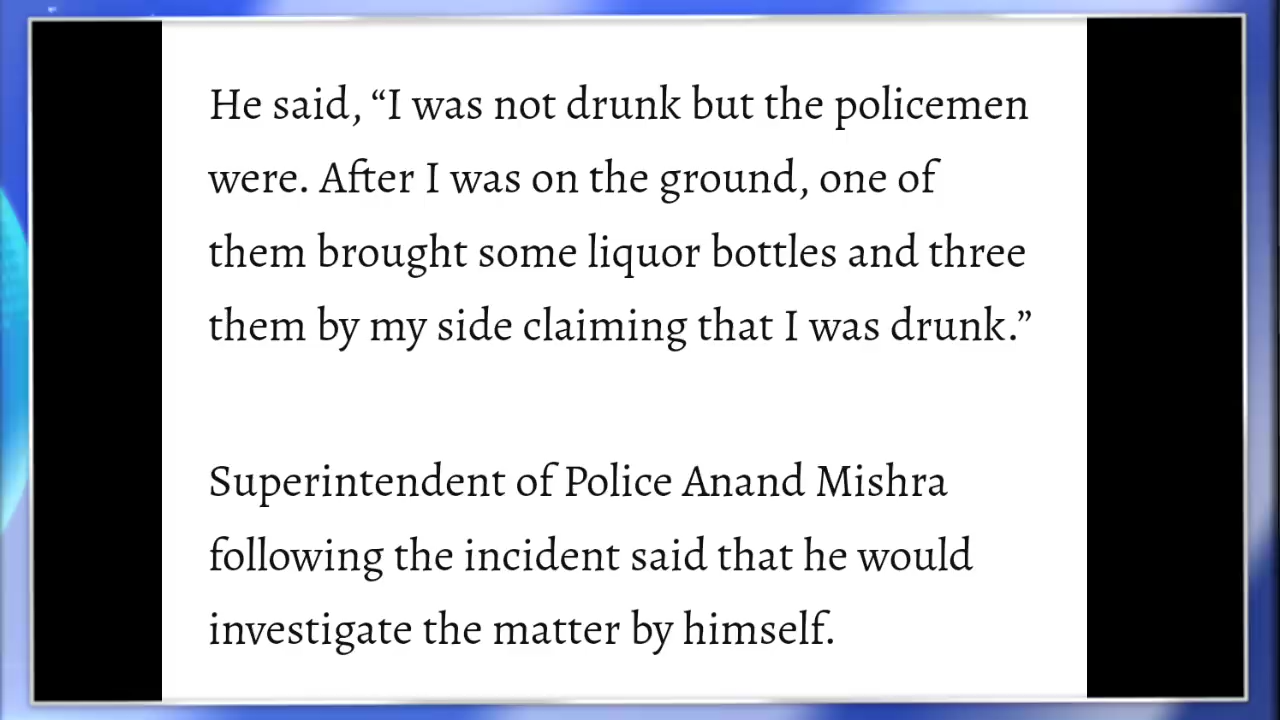 He said, “I was not drunk but the policemen
were. After I was on the ground, one of
them brought some liquor bottles and three
them by my side claiming that I was drunk.”
Superintendent of Police Anand Mishra
following the incident said that he would
investigate the matter by himself.